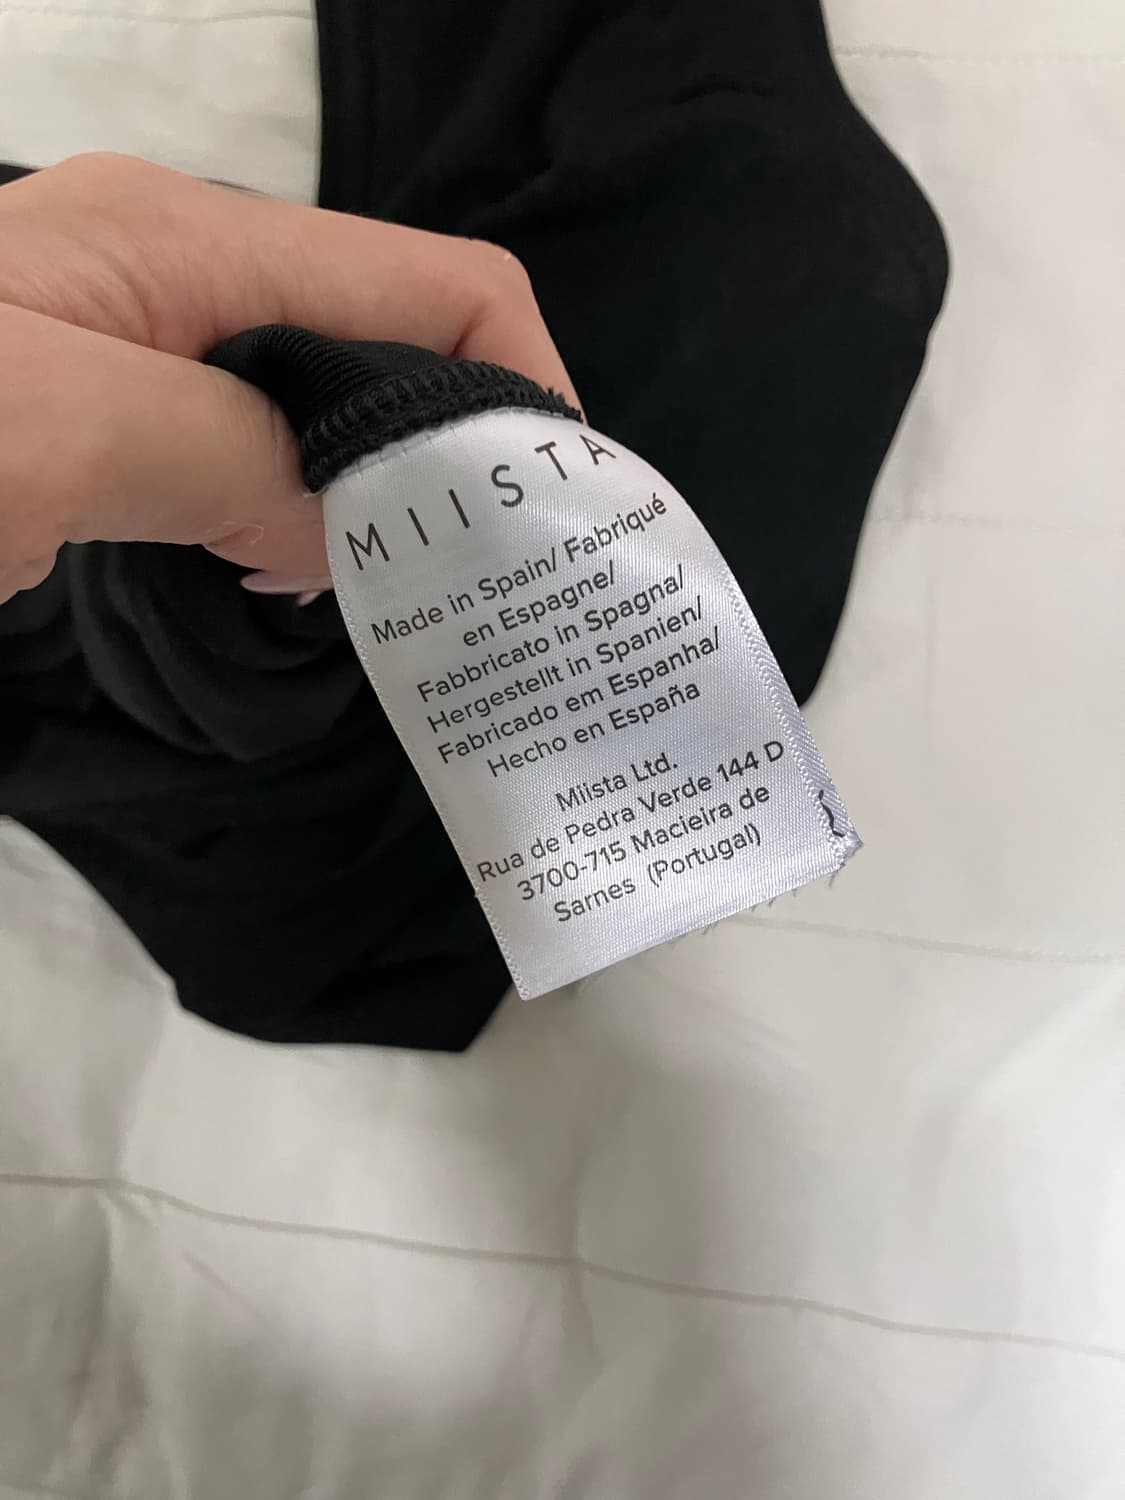 MIISTA
Made in Spain/ Fabriqué
en Espagne/
Fabbricato in Spagna/
Hergestellt in Spanien/
Fabricado em Espanha/
Hecho en España
Miista Ltd.
Rua de Pedra Verde 144 D
3700-715 Macieira de
Sarnes (Portugal)